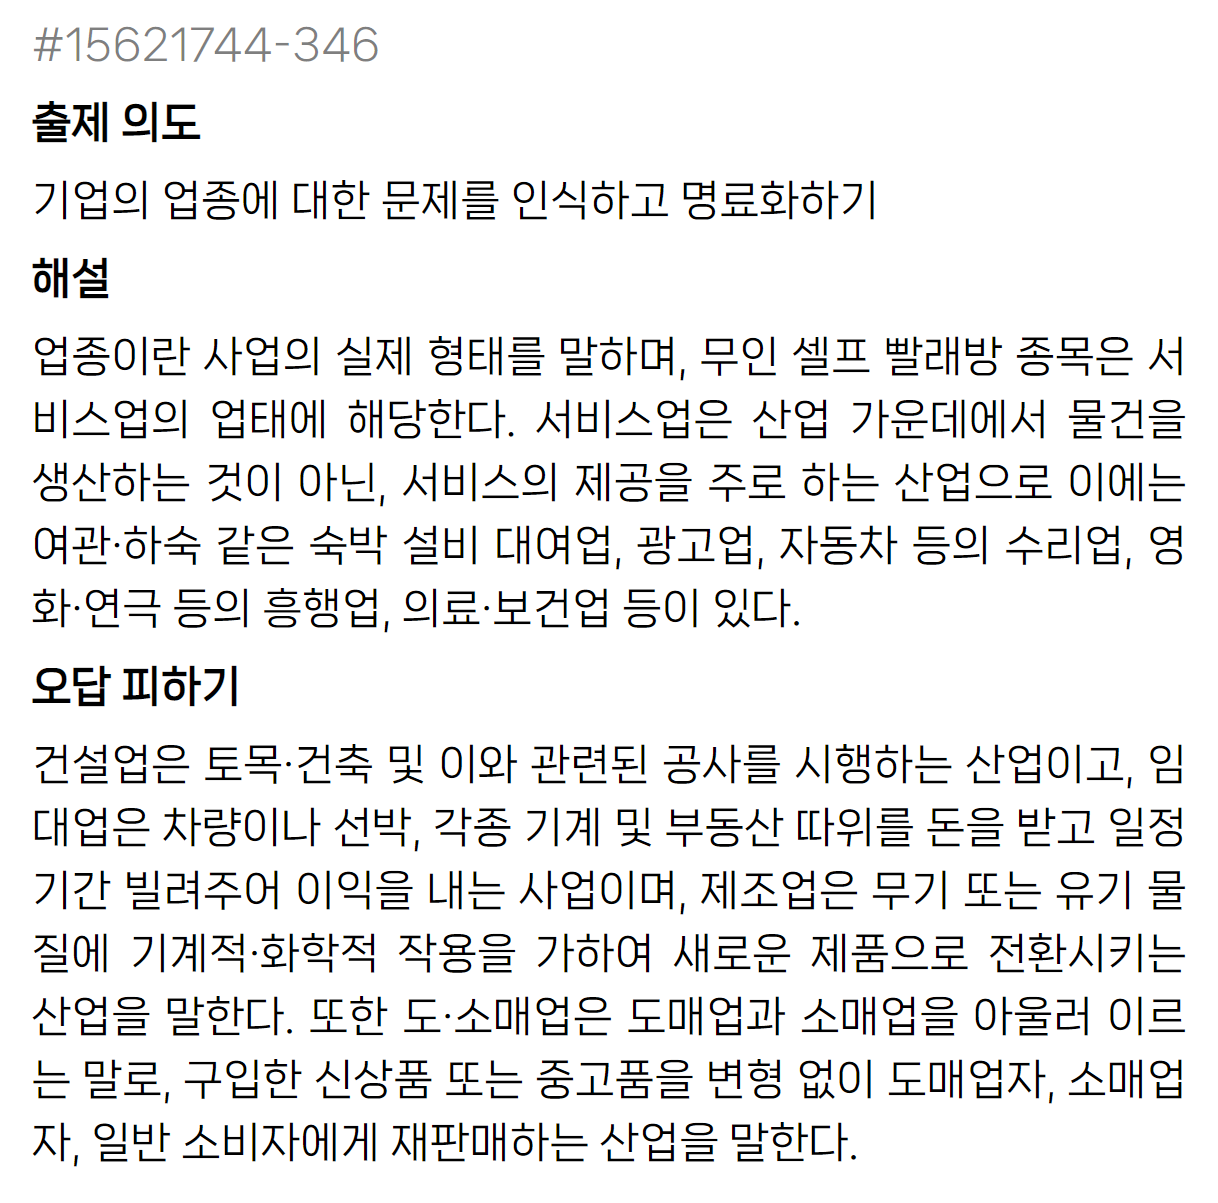 #15621744-346
출제 의도
기업의 업종에 대한 문제를 인식하고 명료화하기
해설
업종이란 사업의 실제 형태를 말하며, 무인 셀프 빨래방 종목은 서
비스업의 업태에 해당한다. 서비스업은 산업 가운데에서 물건을
생산하는 것이 아닌, 서비스의 제공을 주로 하는 산업으로 이에는
여관·하숙 같은 숙박 설비 대여업, 광고업, 자동차 등의 수리업, 영
화·연극 등의 흥행업, 의료·보건업 등이 있다.
오답 피하기
건설업은 토목·건축 및 이와 관련된 공사를 시행하는 산업이고, 임
대업은 차량이나 선박, 각종 기계 및 부동산 따위를 돈을 받고 일정
기간 빌려주어 이익을 내는 사업이며, 제조업은 무기 또는 유기 물
질에 기계적·화학적 작용을 가하여 새로운 제품으로 전환시키는
산업을 말한다. 또한 도·소매업은 도매업과 소매업을 아울러 이르
는 말로, 구입한 신상품 또는 중고품을 변형 없이 도매업자, 소매업
자, 일반 소비자에게 재판매하는 산업을 말한다.